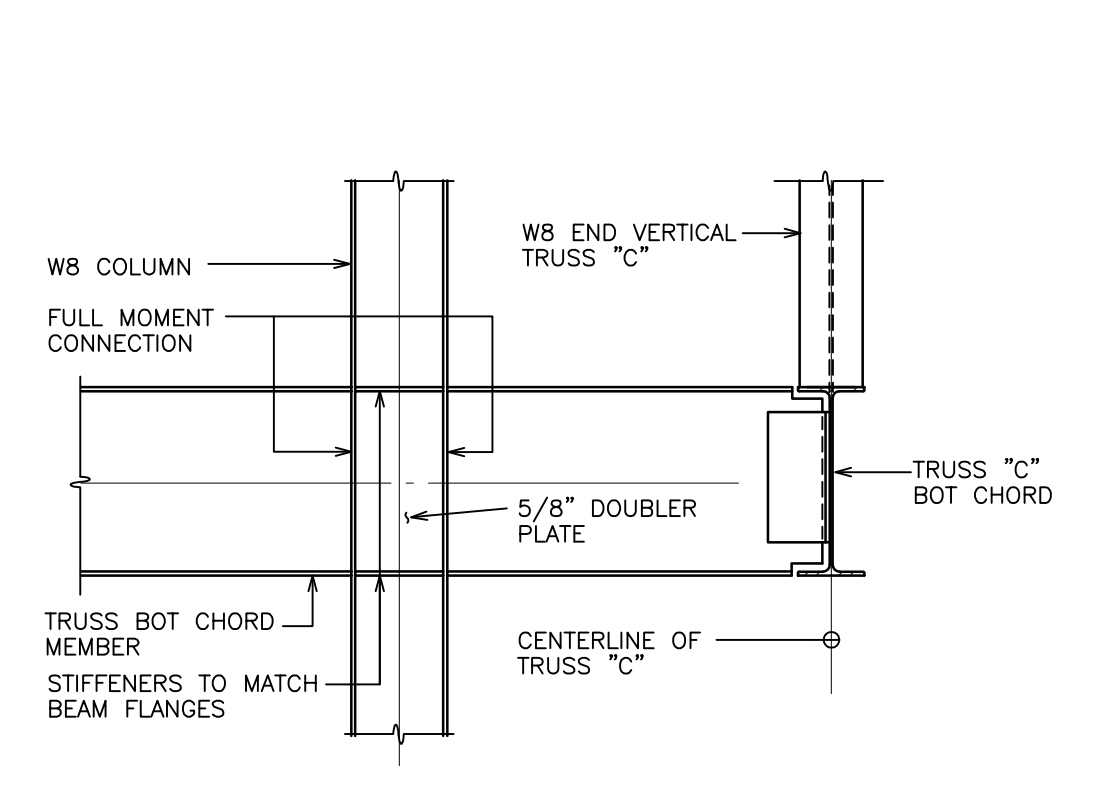 W8 END VERTICAL
TRUSS "C"
W8 COLUMN
FULL MOMENT
CONNECTION
TRUSS "C"
BOT CHORD
5/8" DOUBLER
PLATE
TRUSS BOT CHORD
MEMBER
CENTERLINE OF
TRUSS "C"
STIFFENERS TO MATCH
BEAM FLANGES